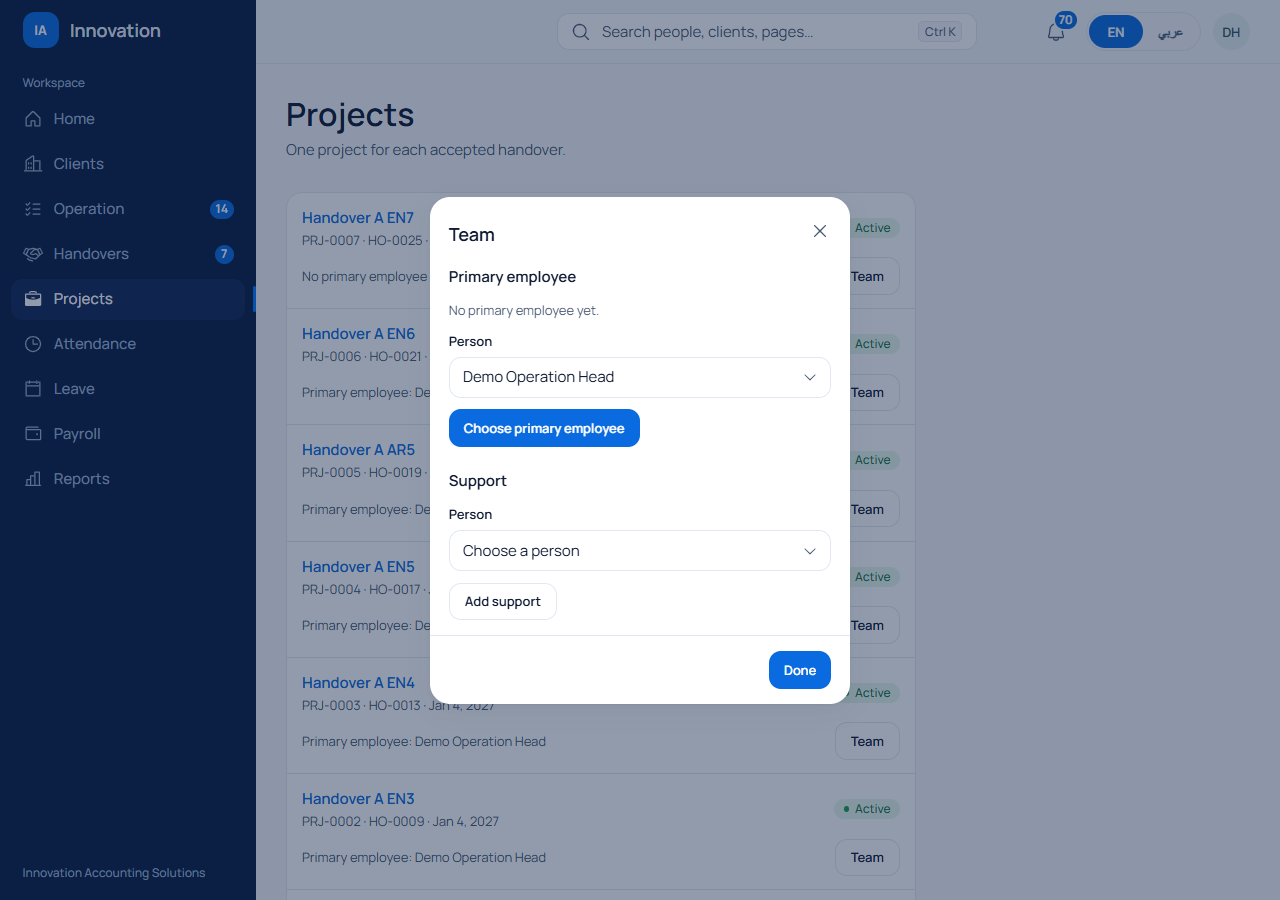 IA Innovation
Search people, clients, pages... Ctrl K
70
EN
عربي
DH
Workspace
Home
Clients
Operation 14
Handovers 7
Projects
Attendance
Leave
Payroll
Reports
Innovation Accounting Solutions
Projects
One project for each accepted handover.
Handover A EN7
Active
PRJ-0007 · HO-0025 ·
No primary employee
Team
Handover A EN6
Active
PRJ-0006 · HO-0021 ·
Primary employee: De
Team
Handover A AR5
Active
PRJ-0005 · HO-0019 ·
Primary employee: De
Team
Handover A EN5
Active
PRJ-0004 · HO-0017 ·
Primary employee: De
Team
Handover A EN4
Active
PRJ-0003 · HO-0013 · Jan 4, 2027
Primary employee: Demo Operation Head
Team
Handover A EN3
Active
PRJ-0002 · HO-0009 · Jan 4, 2027
Primary employee: Demo Operation Head
Team
Team
Primary employee
No primary employee yet.
Person
Demo Operation Head
Choose primary employee
Support
Person
Choose a person
Add support
Done